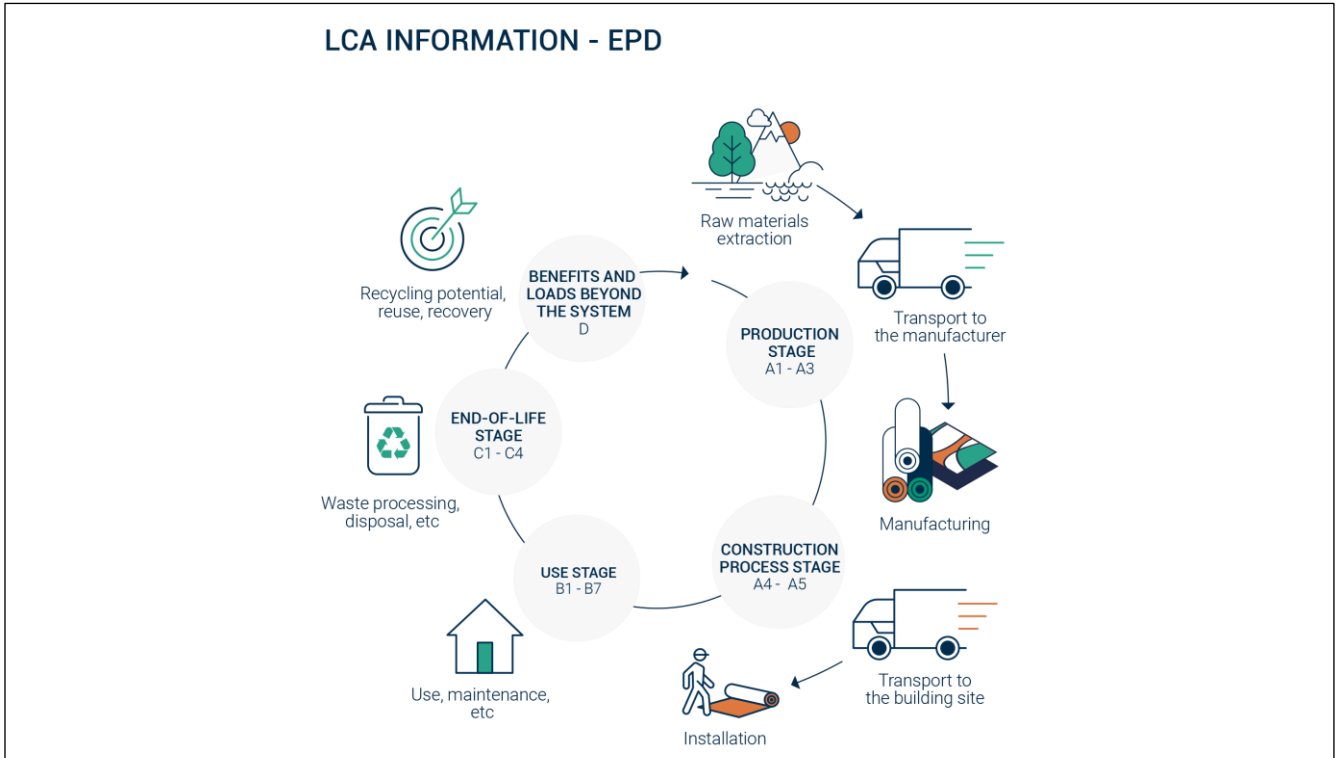 LCA INFORMATION - EPD
Raw materials
extraction
Transport to
the manufacturer
Manufacturing
Transport to
the building site
Installation
Use, maintenance,
etc
Waste processing,
disposal, etc
Recycling potential,
reuse, recovery
BENEFITS AND
LOADS BEYOND
THE SYSTEM
D
PRODUCTION
STAGE
A1 - A3
CONSTRUCTION
PROCESS STAGE
A4 - A5
USE STAGE
B1 - B7
END-OF-LIFE
STAGE
C1 - C4